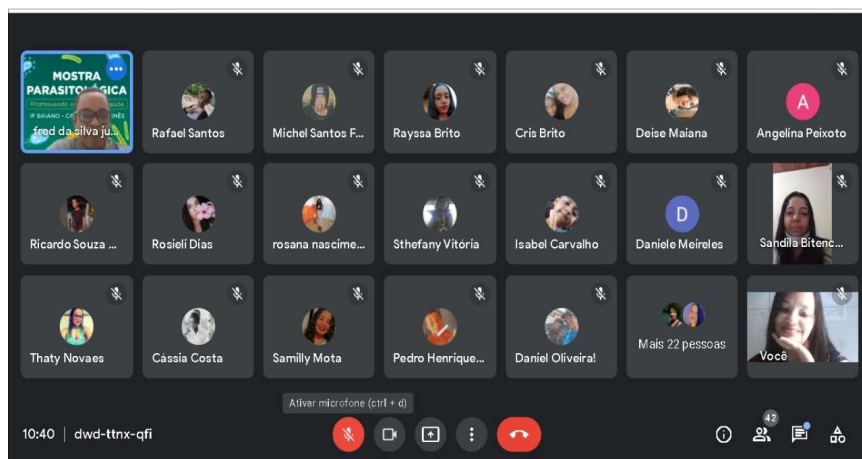 MOSTRA
PARASITOLÓGICA
IF BAIANO - CA
fred da silva ju...
Rafael Santos
Michel Santos F...
Rayssa Brito
Cris Brito
Deise Maiana
A
Angelina Peixoto
Ricardo Souza ...
Rosieli Dias
rosana nascime...
Sthefany Vitória
Isabel Carvalho
D
Daniele Meireles
Sandila Bitenc...
Thaty Novaes
Cássia Costa
Samilly Mota
Pedro Henrique...
Daniel Oliveira!
Mais 22 pessoas
Você
Ativar microfone (ctrl + d)
10:40 | dwd-ttnx-qfi
42